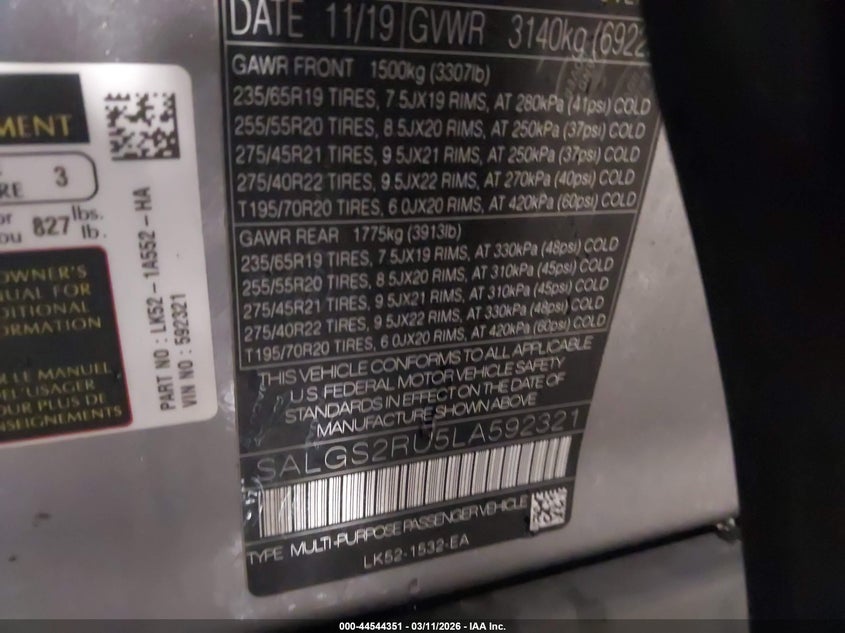 DATE 11/19 GVWR 3140kg (6922
GAWR FRONT 1500kg (3307lb)
235/65R19 TIRES, 7.5JX19 RIMS, AT 280kPa (41psi) COLD
255/55R20 TIRES, 8.5JX20 RIMS, AT 250kPa (37psi) COLD
275/45R21 TIRES, 9.5JX21 RIMS, AT 250kPa (37psi) COLD
275/40R22 TIRES, 9.5JX22 RIMS, AT 270kPa (40psi) COLD
T195/70R20 TIRES, 6.0JX20 RIMS, AT 420kPa (60psi) COLD
GAWR REAR 1775kg (3913lb)
235/65R19 TIRES, 7.5JX19 RIMS, AT 330kPa (48psi) COLD
255/55R20 TIRES, 8.5JX20 RIMS, AT 310kPa (45psi) COLD
275/45R21 TIRES, 9.5JX21 RIMS, AT 310kPa (45psi) COLD
275/40R22 TIRES, 9.5JX22 RIMS, AT 330kPa (48psi) COLD
T195/70R20 TIRES, 6.0JX20 RIMS, AT 420kPa (60psi) COLD
THIS VEHICLE CONFORMS TO ALL APPLICABLE
U.S. FEDERAL MOTOR VEHICLE SAFETY
STANDARDS IN EFFECT ON THE DATE OF
MANUFACTURE SHOWN ABOVE
SALGS2RU5LA592321
TYPE MULTI-PURPOSE PASSENGER VEHICLE
LK52-1532-EA
MENT
RE 3
or 827 lbs.
ou lb.
OWNER'S
NUAL FOR
DITIONAL
ORMATION
R LE MANUEL
EL'USAGER
OUR PLUS DE
NSEIGNEMENTS
PART NO : LK52-1A552-HA
VIN NO : 592321
000-44544351 | 03/11/2026 - IAA Inc.